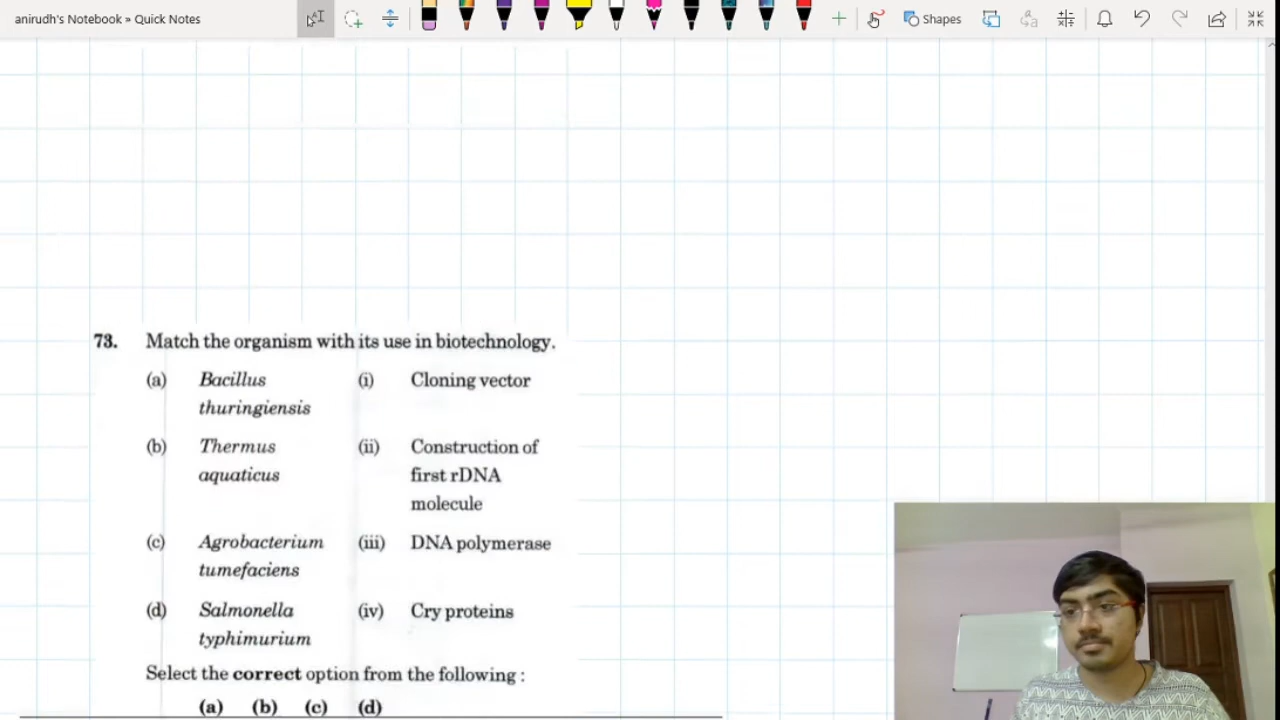 anirudh's Notebook » Quick Notes
Shapes
73. Match the organism with its use in biotechnology.
(a) Bacillus (i) Cloning vector
thuringiensis
(b) Thermus (ii) Construction of
aquaticus first rDNA
molecule
(c) Agrobacterium (iii) DNA polymerase
tumefaciens
(d) Salmonella (iv) Cry proteins
typhimurium
Select the correct option from the following :
(a) (b) (c) (d)